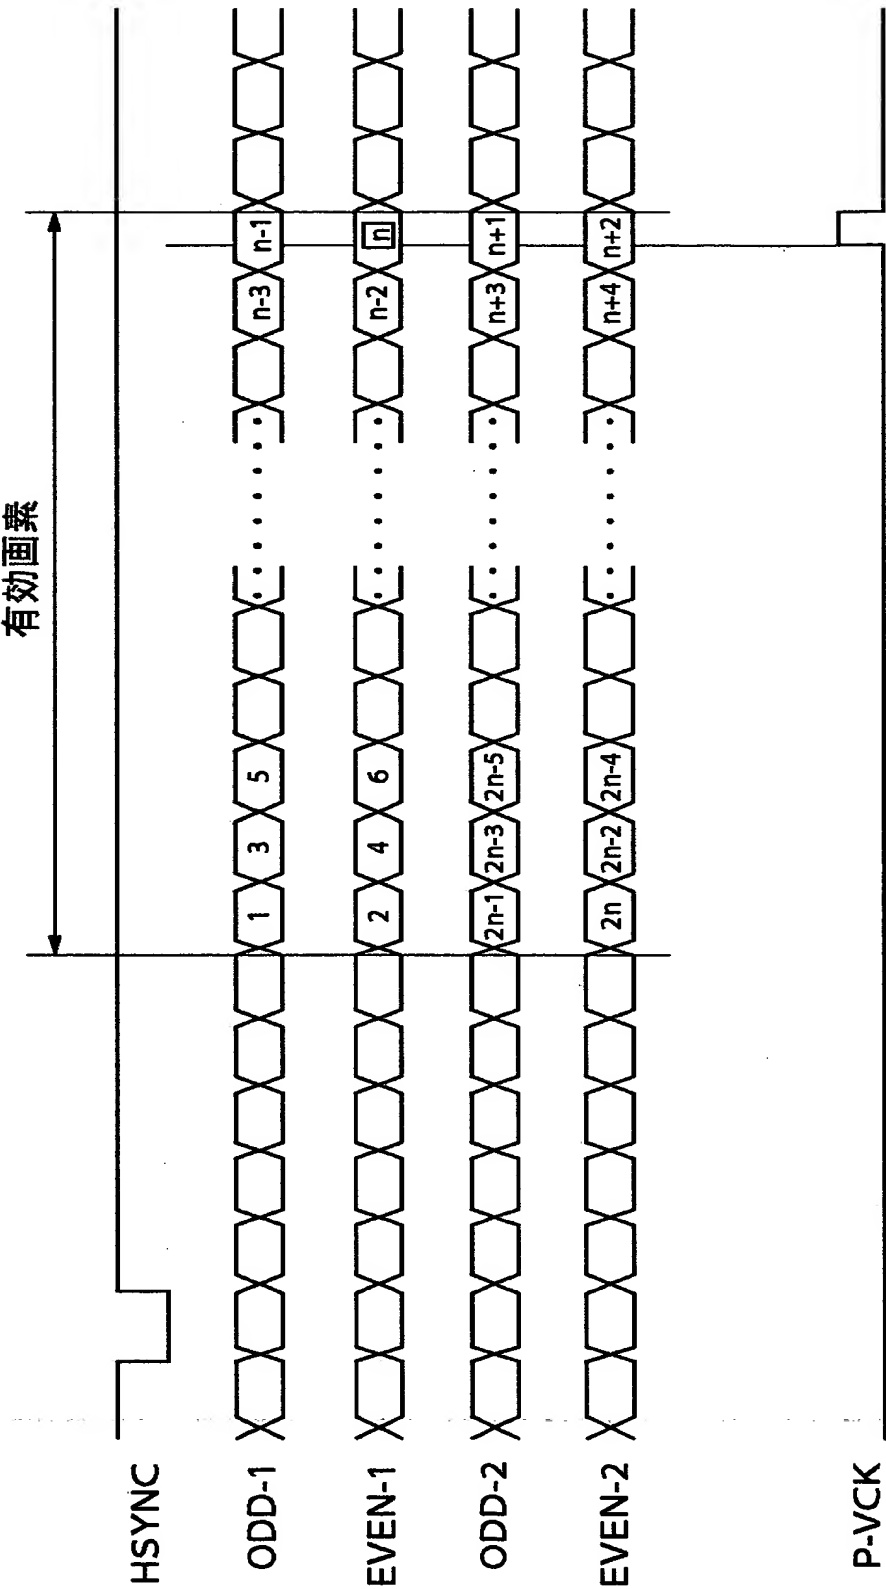 有効画素
HSYNC
ODD-1 1 3 5 n-3 n-1
EVEN-1 2 4 6 n-2 n
ODD-2 2n-1 2n-3 2n-5 n+3 n+1
EVEN-2 2n 2n-2 2n-4 n+4 n+2
P-VCK